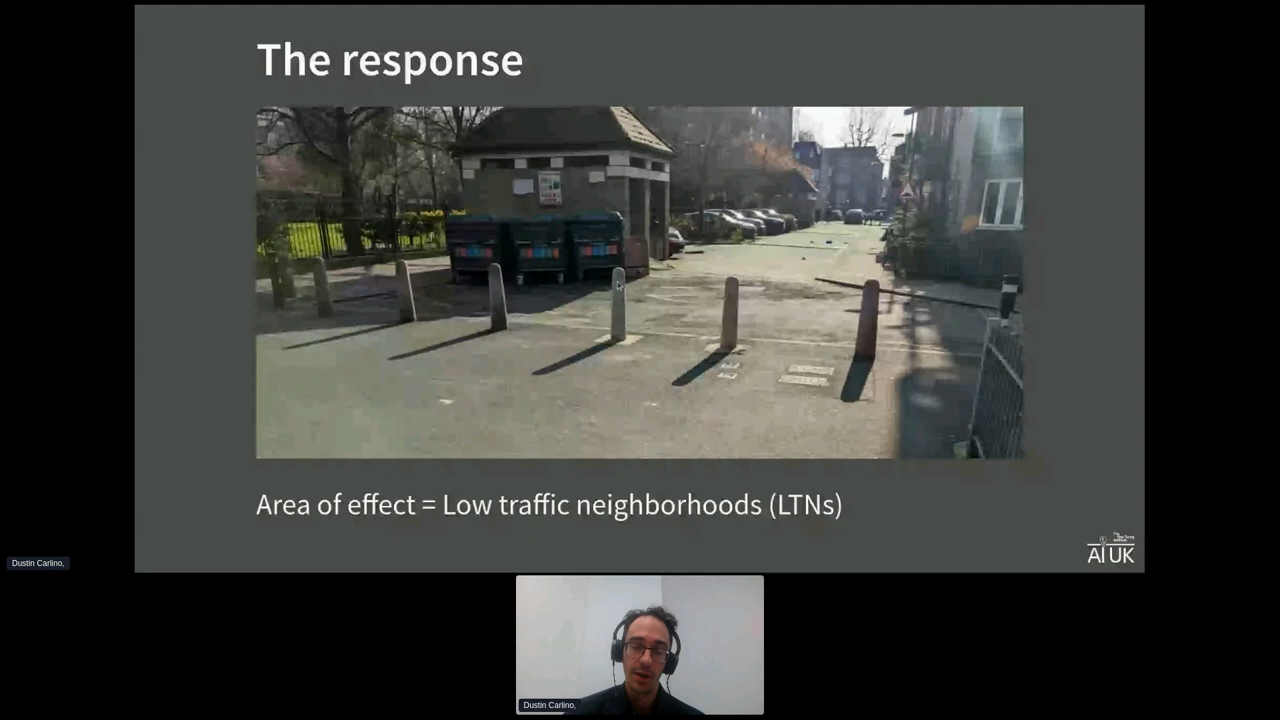 The response
Area of effect = Low traffic neighborhoods (LTNs)
AI UK
Dustin Carlino,
Dustin Carlino,